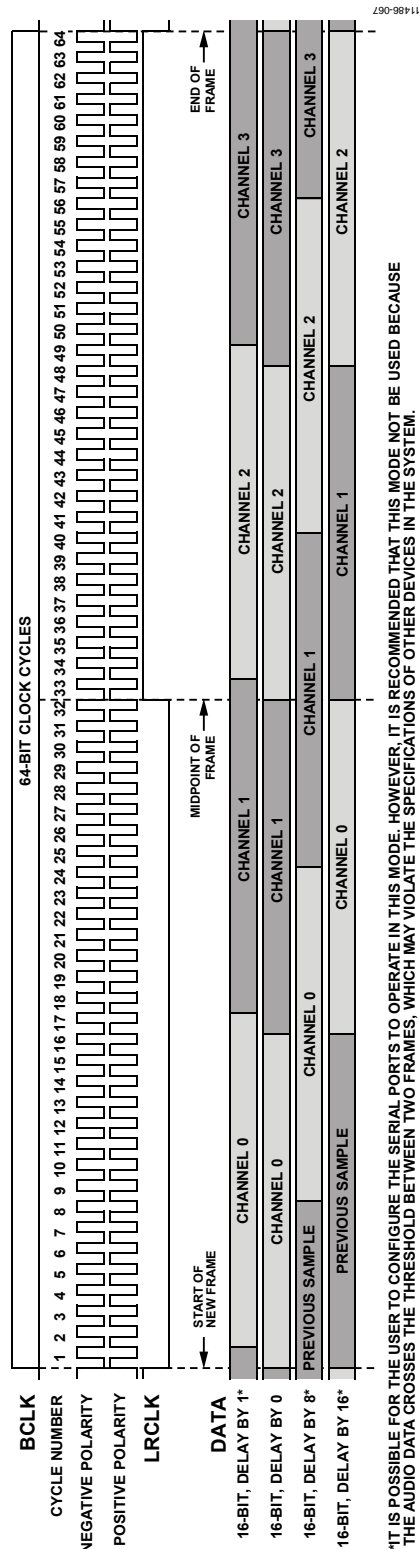 11486-067
64-BIT CLOCK CYCLES
BCLK
CYCLE NUMBER
1 2 3 4 5 6 7 8 9 10 11 12 13 14 15 16 17 18 19 20 21 22 23 24 25 26 27 28 29 30 31 32 33 34 35 36 37 38 39 40 41 42 43 44 45 46 47 48 49 50 51 52 53 54 55 56 57 58 59 60 61 62 63 64
NEGATIVE POLARITY
POSITIVE POLARITY
LRCLK
START OF
NEW FRAME
MIDPOINT OF
FRAME
END OF
FRAME
DATA
16-BIT, DELAY BY 1*
CHANNEL 0
CHANNEL 1
CHANNEL 2
CHANNEL 3
16-BIT, DELAY BY 0
CHANNEL 0
CHANNEL 1
CHANNEL 2
CHANNEL 3
16-BIT, DELAY BY 8*
PREVIOUS SAMPLE
CHANNEL 0
CHANNEL 1
CHANNEL 2
CHANNEL 3
16-BIT, DELAY BY 16*
PREVIOUS SAMPLE
CHANNEL 0
CHANNEL 1
CHANNEL 2
*IT IS POSSIBLE FOR THE USER TO CONFIGURE THE SERIAL PORTS TO OPERATE IN THIS MODE. HOWEVER, IT IS RECOMMENDED THAT THIS MODE NOT BE USED BECAUSE
THE AUDIO DATA CROSSES THE THRESHOLD BETWEEN TWO FRAMES, WHICH MAY VIOLATE THE SPECIFICATIONS OF OTHER DEVICES IN THE SYSTEM.